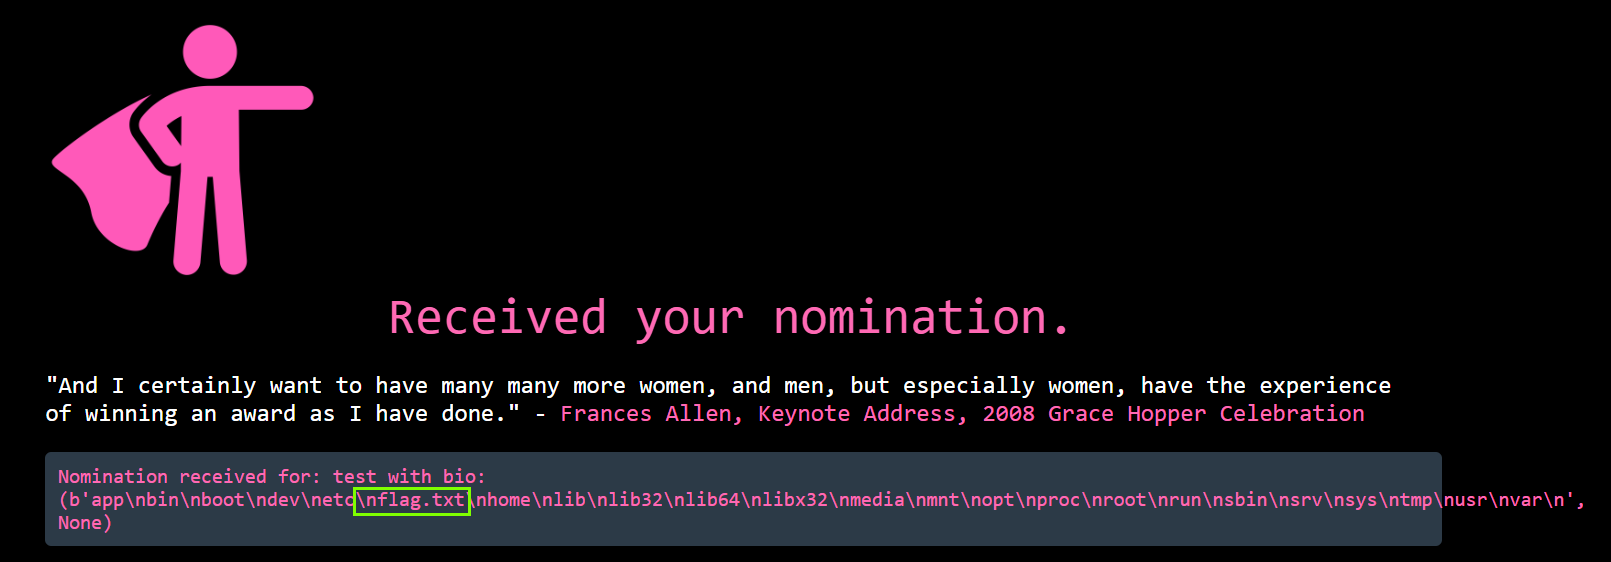 Received your nomination.
"And I certainly want to have many many more women, and men, but especially women, have the experience
of winning an award as I have done." - Frances Allen, Keynote Address, 2008 Grace Hopper Celebration
Nomination received for: test with bio:
(b'app\nbin\nboot\ndev\netc\nflag.txt\nhome\nlib\nlib32\nlib64\nlibx32\nmedia\nmnt\nopt\nproc\nroot\nrun\nsbin\nsrv\nsys\ntmp\nusr\nvar\n',
None)